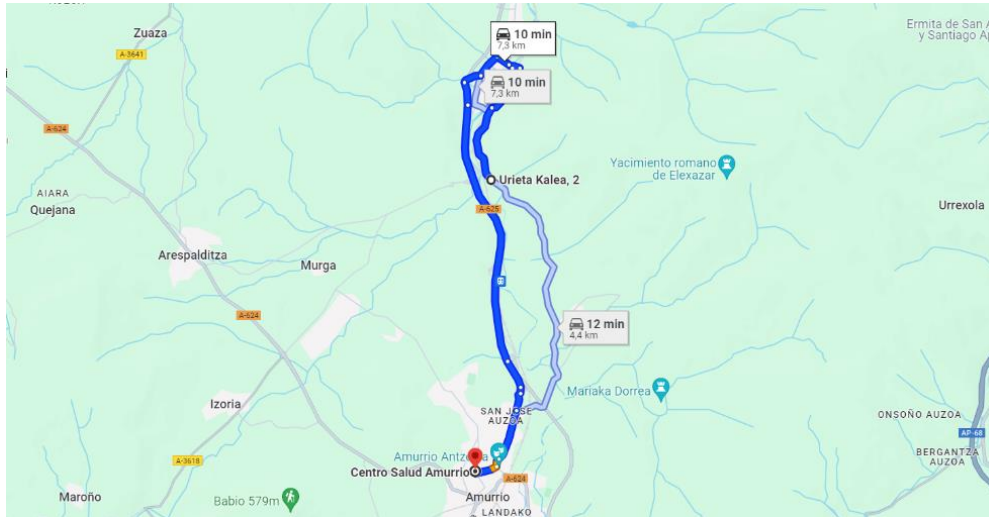 Zuaza
A-3641
10 min
7,3 km
10 min
7,3 km
Ermita de San A
y Santiago Ap
A-624
Yacimiento romano
de Elexazar
Urieta Kalea, 2
AIARA
Quejana
Urrexola
A-625
Arespalditza
Murga
A-624
12 min
4,4 km
Mariaka Dorrea
Izoria
SAN JOSE
AUZOA
ONSOÑO AUZOA
AP-68
BERGANTZA
AUZOA
Amurrio Antzo
Centro Salud Amurrio
A-3618
A-624
Maroño
Babio 579m
Amurrio
LANDAKO